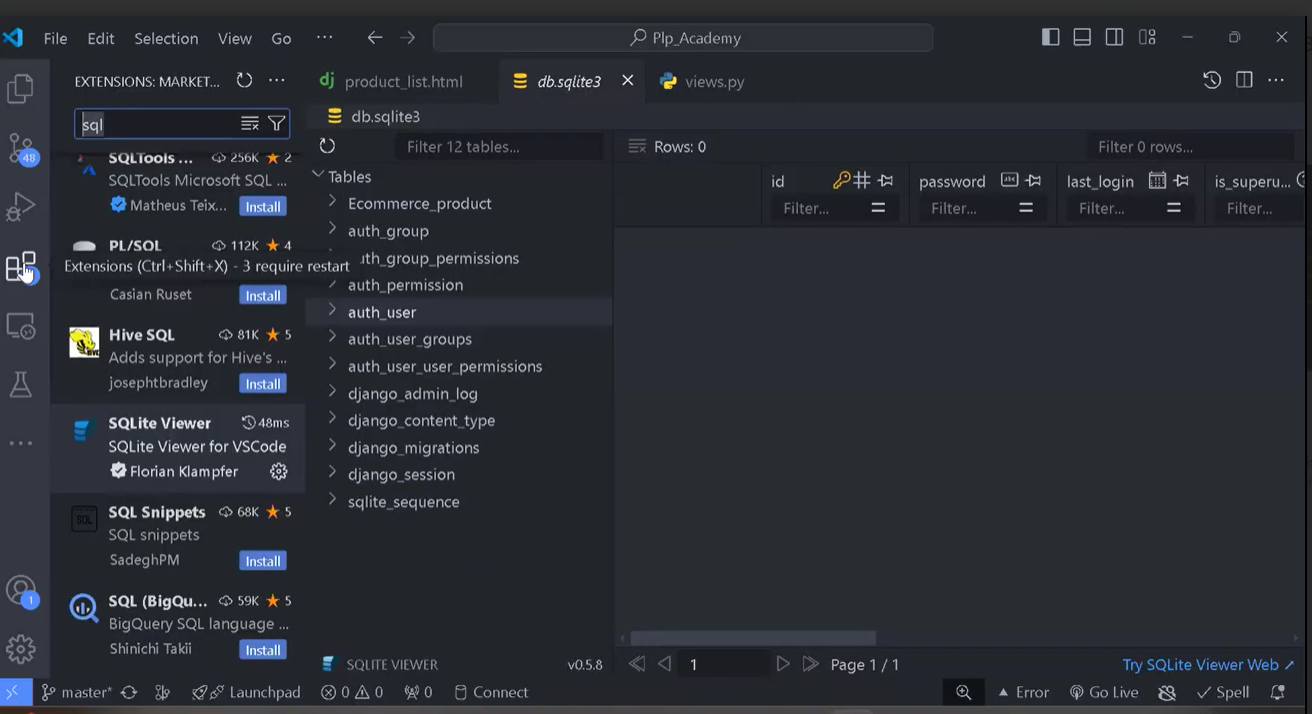 File Edit Selection View Go ··· Plp_Academy
EXTENSIONS: MARKET... ···
product_list.html db.sqlite3 views.py ···
sql
db.sqlite3
SQLTools ... 256K ★ 2
SQLTools Microsoft SQL ...
Matheus Teix... Install
PL/SQL 112K ★ 4
Extensions (Ctrl+Shift+X) - 3 require restart
Casian Ruset Install
Hive SQL 81K ★ 5
Adds support for Hive's ...
josephtbradley Install
SQLite Viewer 48ms
SQLite Viewer for VSCode
Florian Klampfer
SQL Snippets 68K ★ 5
SQL snippets
SadeghPM Install
SQL (BigQu... 59K ★ 5
BigQuery SQL language ...
Shinichi Takii Install
48
1
Filter 12 tables...
Tables
Ecommerce_product
auth_group
uth_group_permissions
auth_permission
auth_user
auth_user_groups
auth_user_user_permissions
django_admin_log
django_content_type
django_migrations
django_session
sqlite_sequence
SQLITE VIEWER v0.5.8
Rows: 0 Filter 0 rows...
id password last_login is_superu...
Filter... Filter... Filter... Filter...
1 Page 1 / 1 Try SQLite Viewer Web ↗
master* Launchpad 0 0 0 Connect Error Go Live Spell